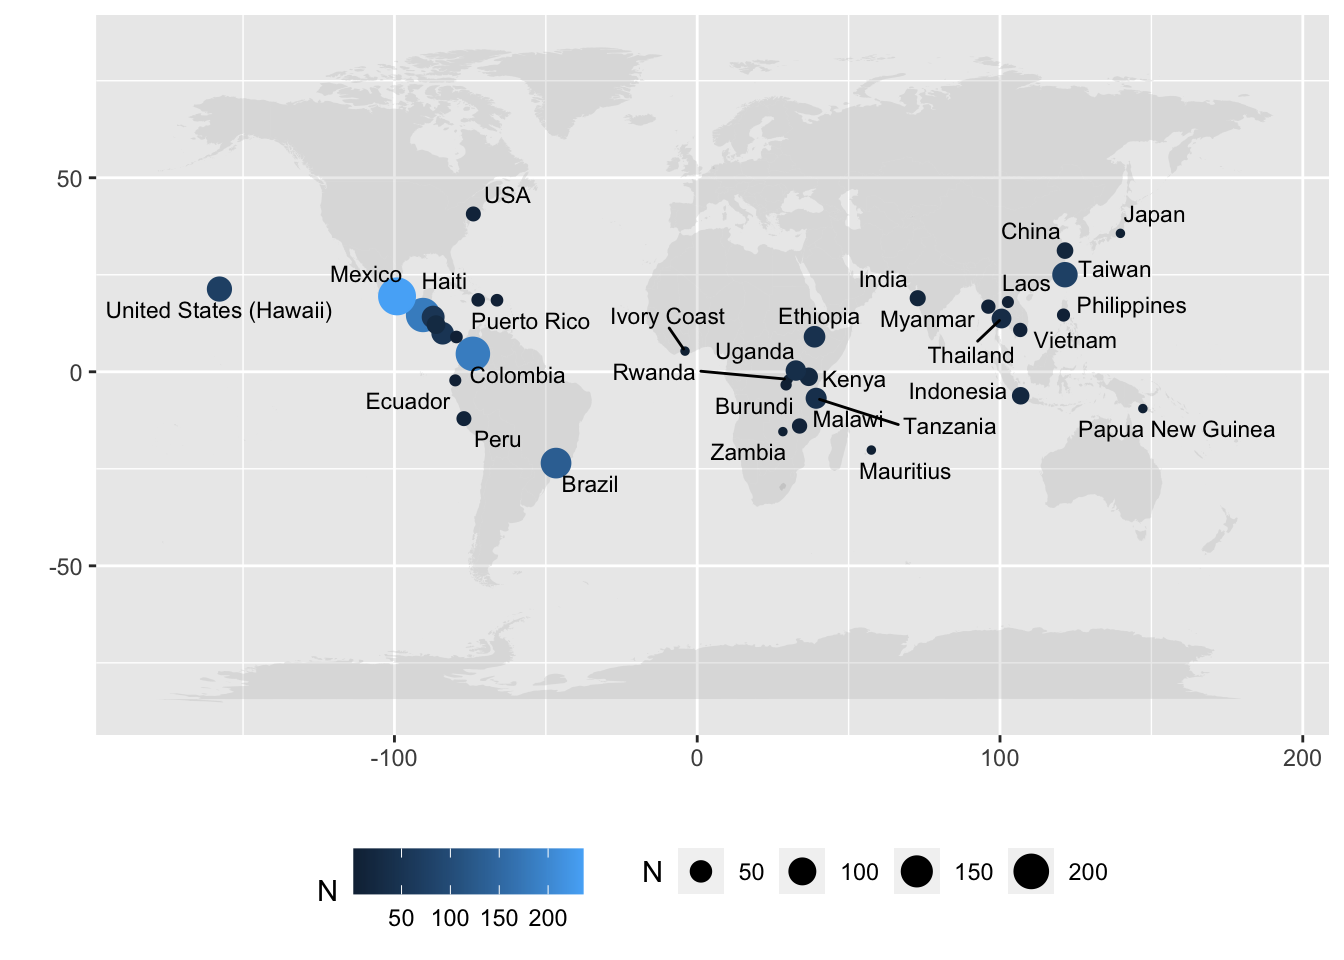 USA
Japan
China
Mexico
Haiti
Taiwan
India
Laos
United States (Hawaii)
Puerto Rico
Ivory Coast
Ethiopia
Myanmar
Philippines
Vietnam
Uganda
Thailand
Rwanda
Colombia
Kenya
Indonesia
Ecuador
Burundi
Malawi
Tanzania
Papua New Guinea
Peru
Zambia
Mauritius
Brazil
50
0
-50
-100 0 100 200
N
50 100 150 200
N 50 100 150 200